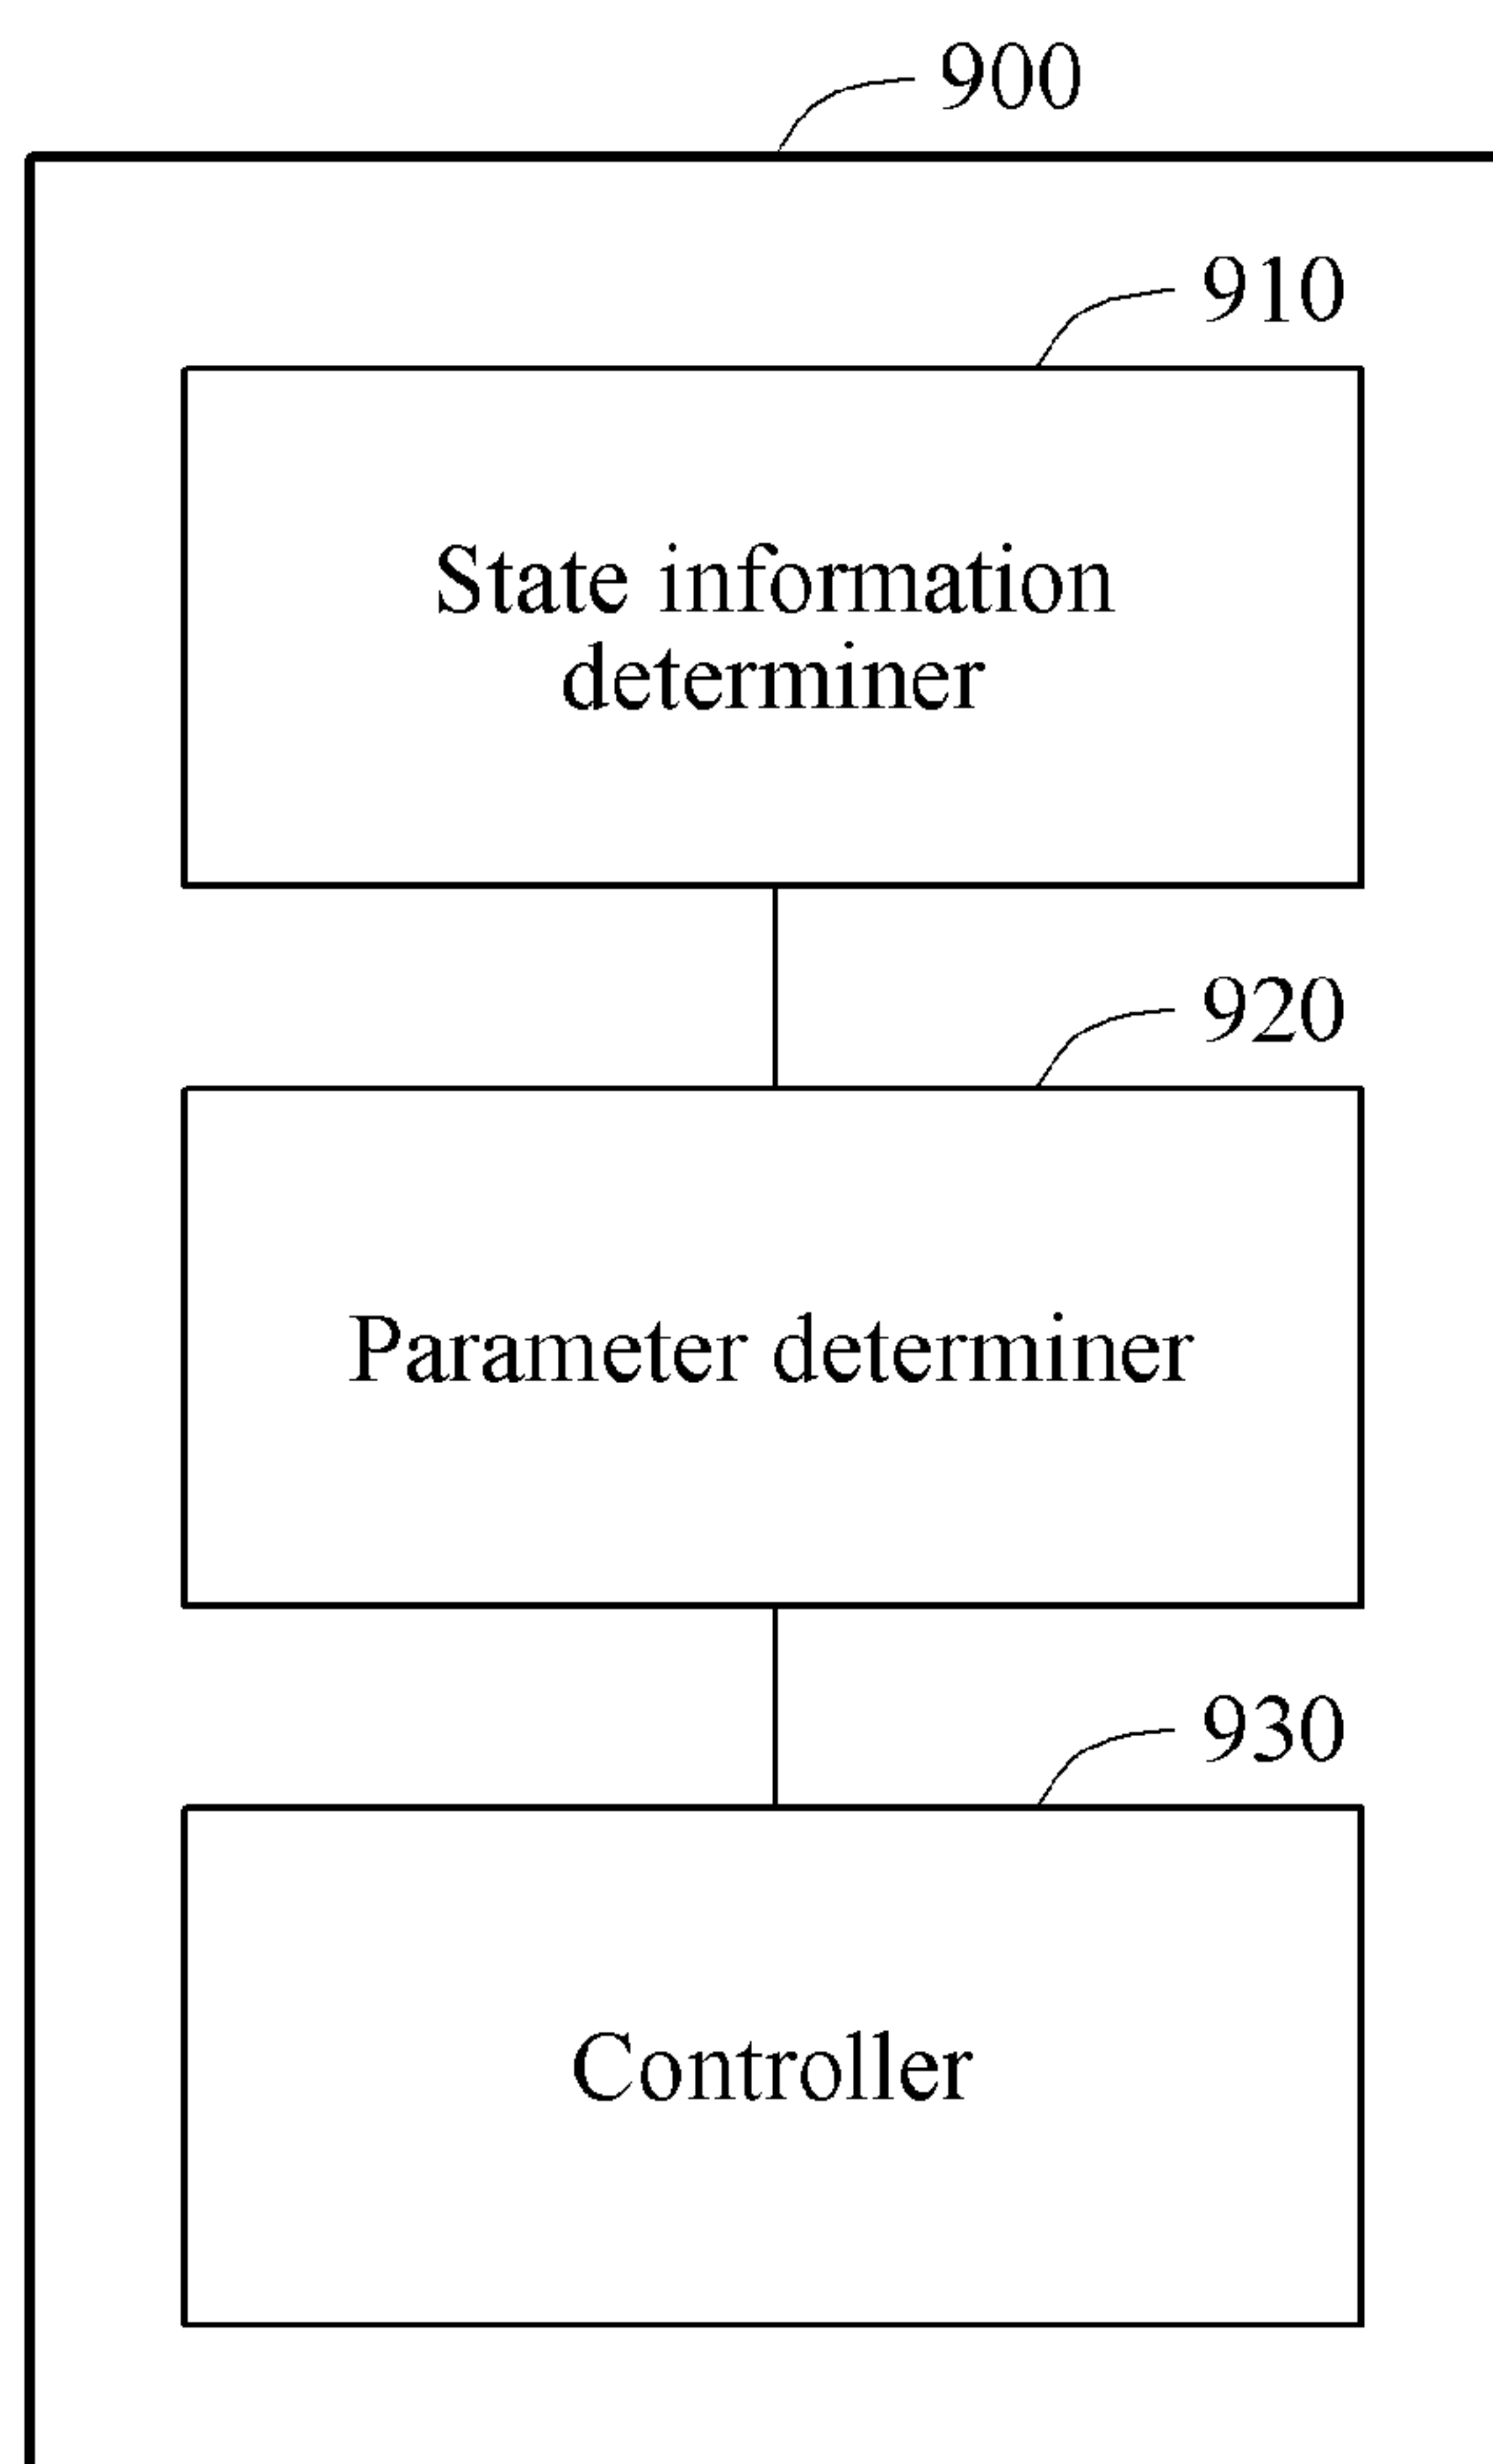 900
910
State information
determiner
920
Parameter determiner
930
Controller